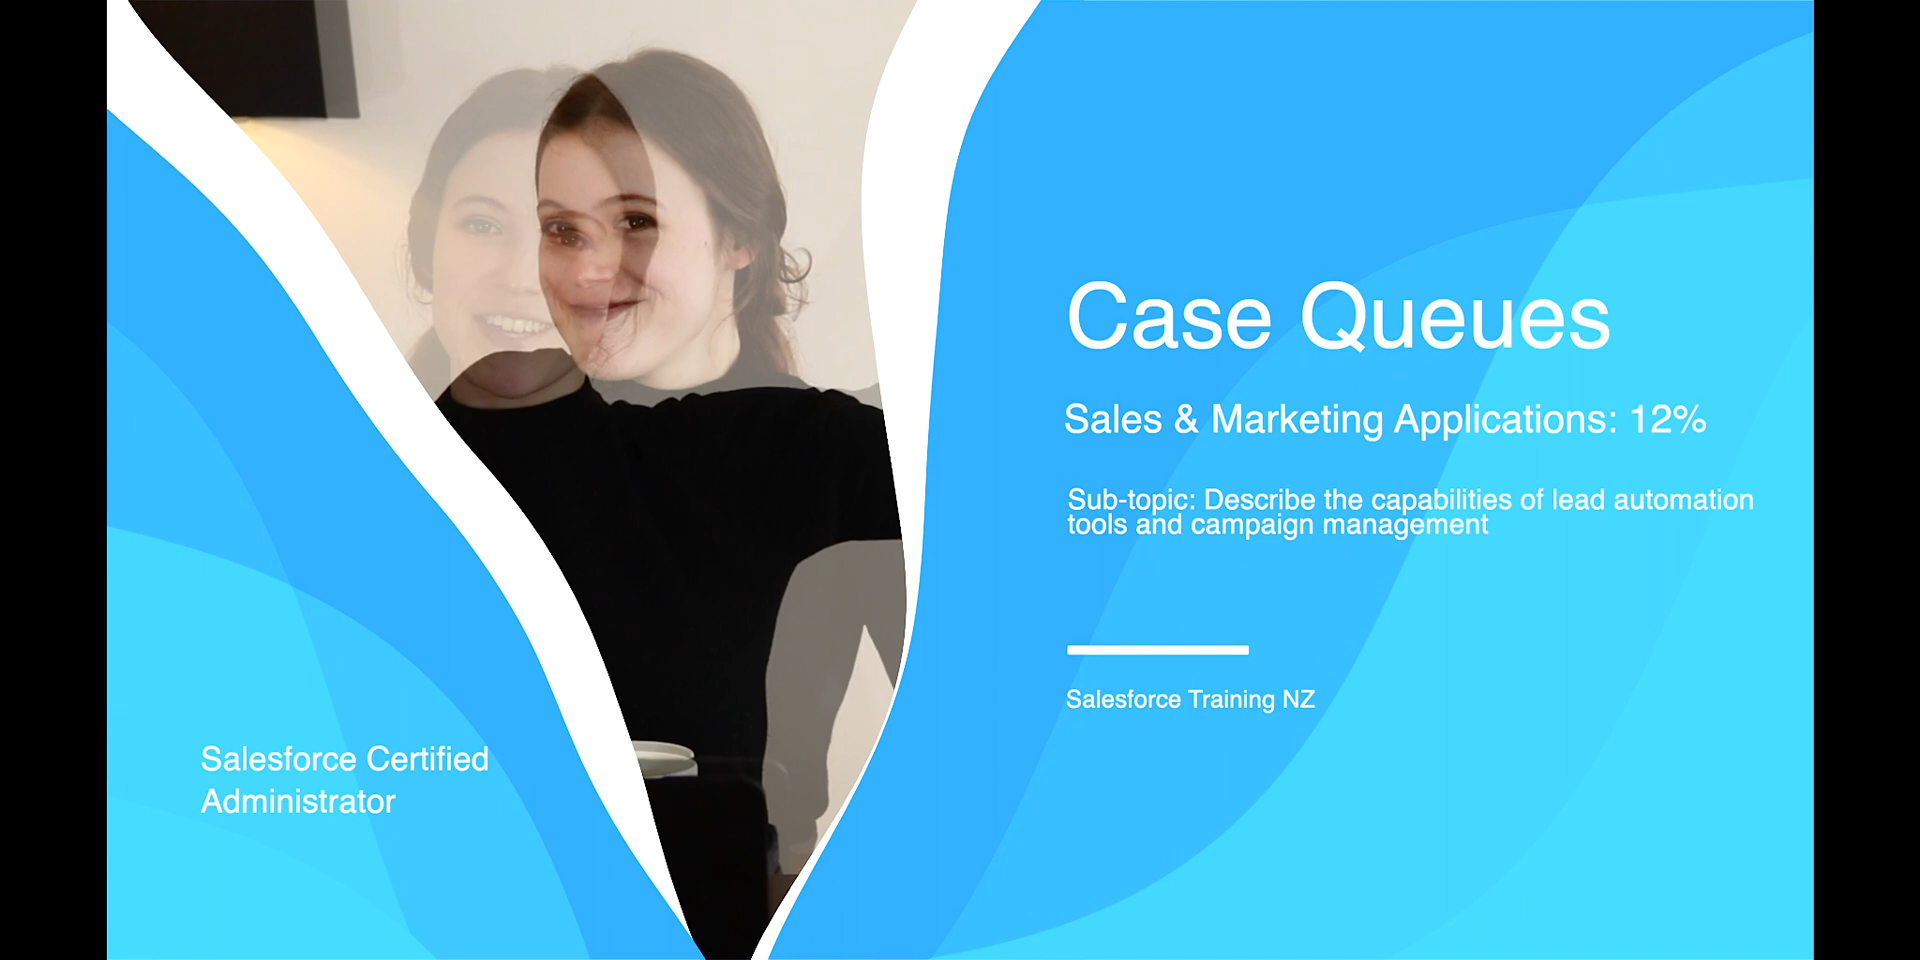 Case Queues
Sales & Marketing Applications: 12%
Sub-topic: Describe the capabilities of lead automation
tools and campaign management
Salesforce Training NZ
Salesforce Certified
Administrator